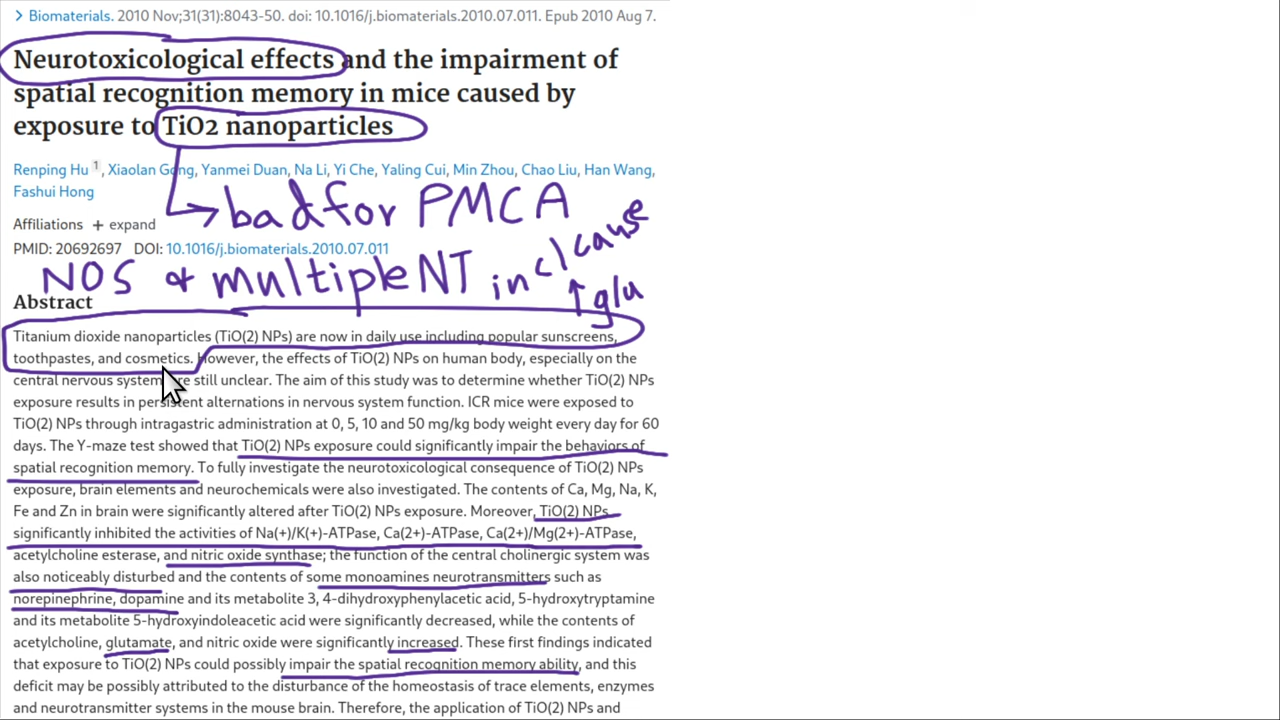 > Biomaterials. 2010 Nov;31(31):8043-50. doi: 10.1016/j.biomaterials.2010.07.011. Epub 2010 Aug 7.
Neurotoxicological effects and the impairment of
spatial recognition memory in mice caused by
exposure to TiO2 nanoparticles
Renping Hu 1, Xiaolan Gong, Yanmei Duan, Na Li, Yi Che, Yaling Cui, Min Zhou, Chao Liu, Han Wang,
Fashui Hong
bad for PMCA
Affiliations + expand
PMID: 20692697 DOI: 10.1016/j.biomaterials.2010.07.011
NOS & multiple NT incl cause
↑glu
Abstract
Titanium dioxide nanoparticles (TiO(2) NPs) are now in daily use including popular sunscreens,
toothpastes, and cosmetics. However, the effects of TiO(2) NPs on human body, especially on the
central nervous system are still unclear. The aim of this study was to determine whether TiO(2) NPs
exposure results in persistent alternations in nervous system function. ICR mice were exposed to
TiO(2) NPs through intragastric administration at 0, 5, 10 and 50 mg/kg body weight every day for 60
days. The Y-maze test showed that TiO(2) NPs exposure could significantly impair the behaviors of
spatial recognition memory. To fully investigate the neurotoxicological consequence of TiO(2) NPs
exposure, brain elements and neurochemicals were also investigated. The contents of Ca, Mg, Na, K,
Fe and Zn in brain were significantly altered after TiO(2) NPs exposure. Moreover, TiO(2) NPs
significantly inhibited the activities of Na(+)/K(+)-ATPase, Ca(2+)-ATPase, Ca(2+)/Mg(2+)-ATPase,
acetylcholine esterase, and nitric oxide synthase; the function of the central cholinergic system was
also noticeably disturbed and the contents of some monoamines neurotransmitters such as
norepinephrine, dopamine and its metabolite 3, 4-dihydroxyphenylacetic acid, 5-hydroxytryptamine
and its metabolite 5-hydroxyindoleacetic acid were significantly decreased, while the contents of
acetylcholine, glutamate, and nitric oxide were significantly increased. These first findings indicated
that exposure to TiO(2) NPs could possibly impair the spatial recognition memory ability, and this
deficit may be possibly attributed to the disturbance of the homeostasis of trace elements, enzymes
and neurotransmitter systems in the mouse brain. Therefore, the application of TiO(2) NPs and